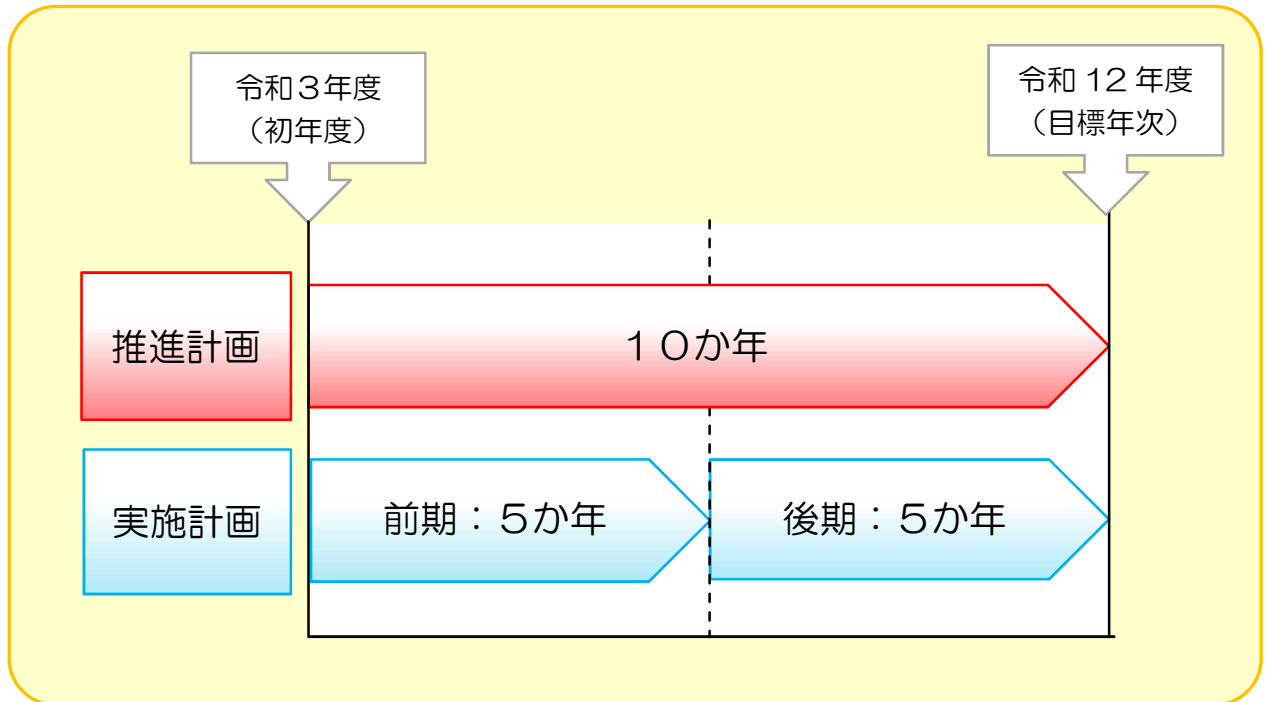 令和３年度
（初年度）
令和 12 年度
（目標年次）
推進計画
１０か年
実施計画
前期：５か年
後期：５か年